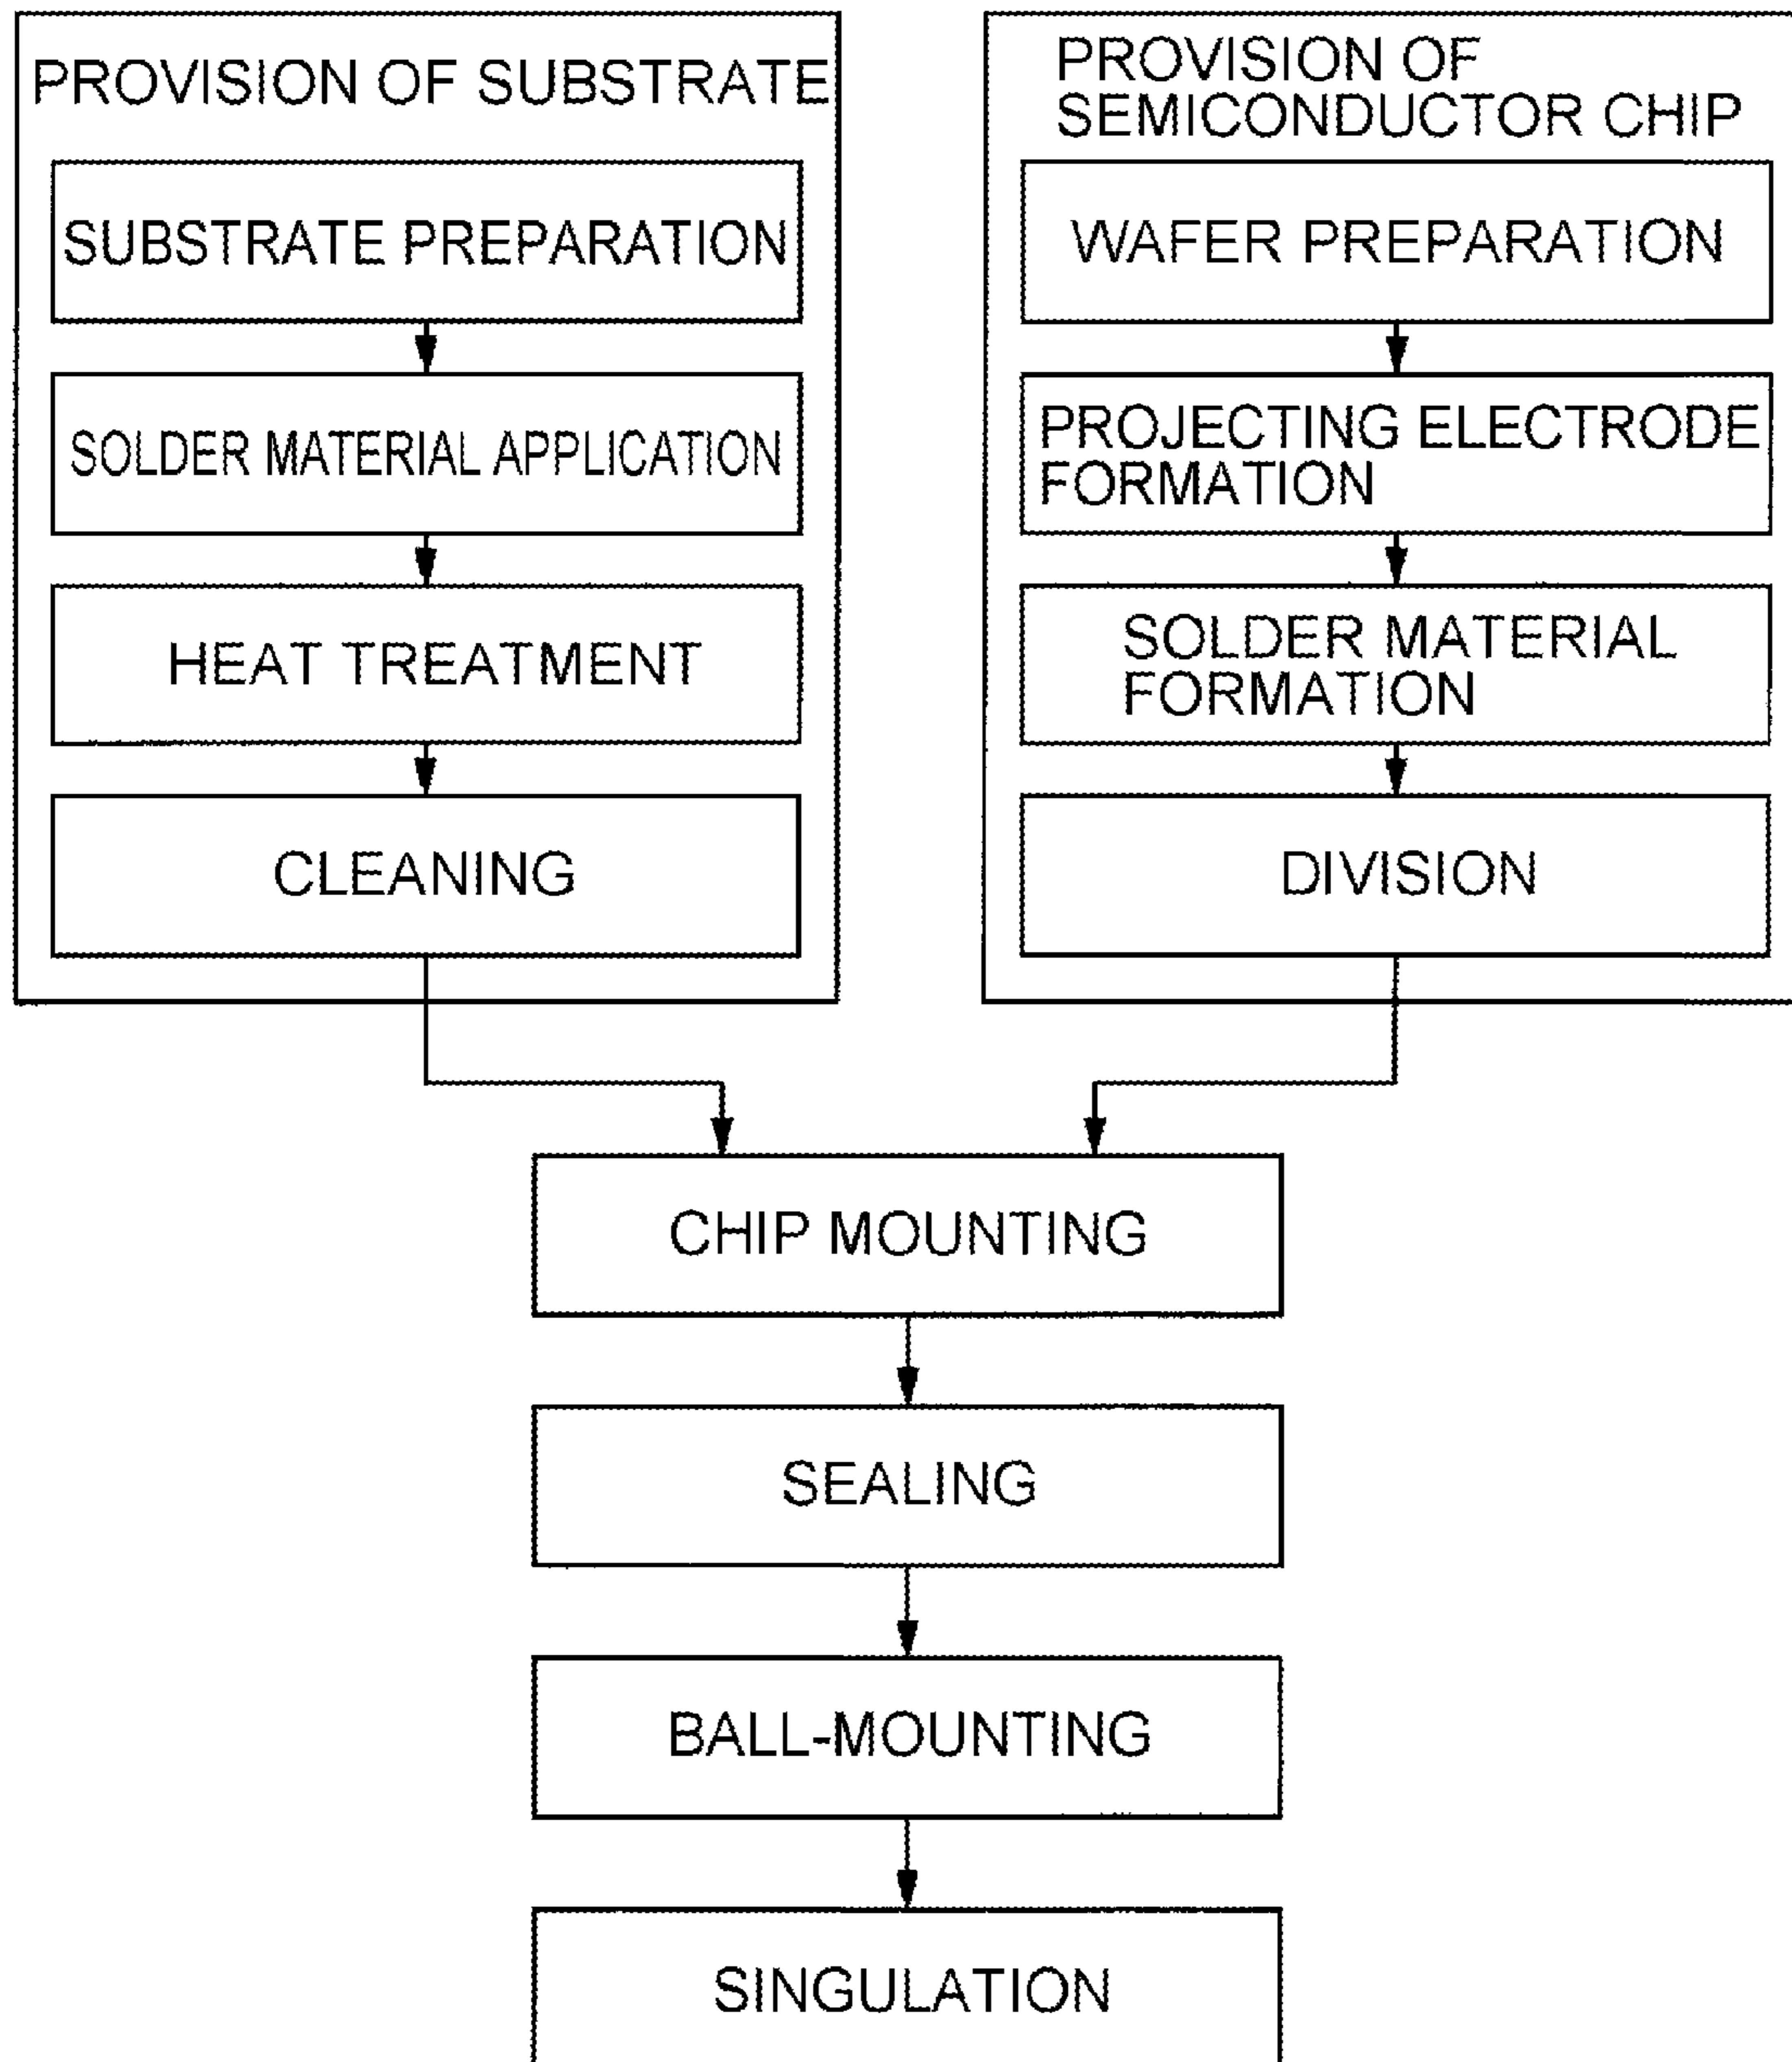 PROVISION OF SUBSTRATE
SUBSTRATE PREPARATION
SOLDER MATERIAL APPLICATION
HEAT TREATMENT
CLEANING
PROVISION OF
SEMICONDUCTOR CHIP
WAFER PREPARATION
PROJECTING ELECTRODE
FORMATION
SOLDER MATERIAL
FORMATION
DIVISION
CHIP MOUNTING
SEALING
BALL-MOUNTING
SINGULATION